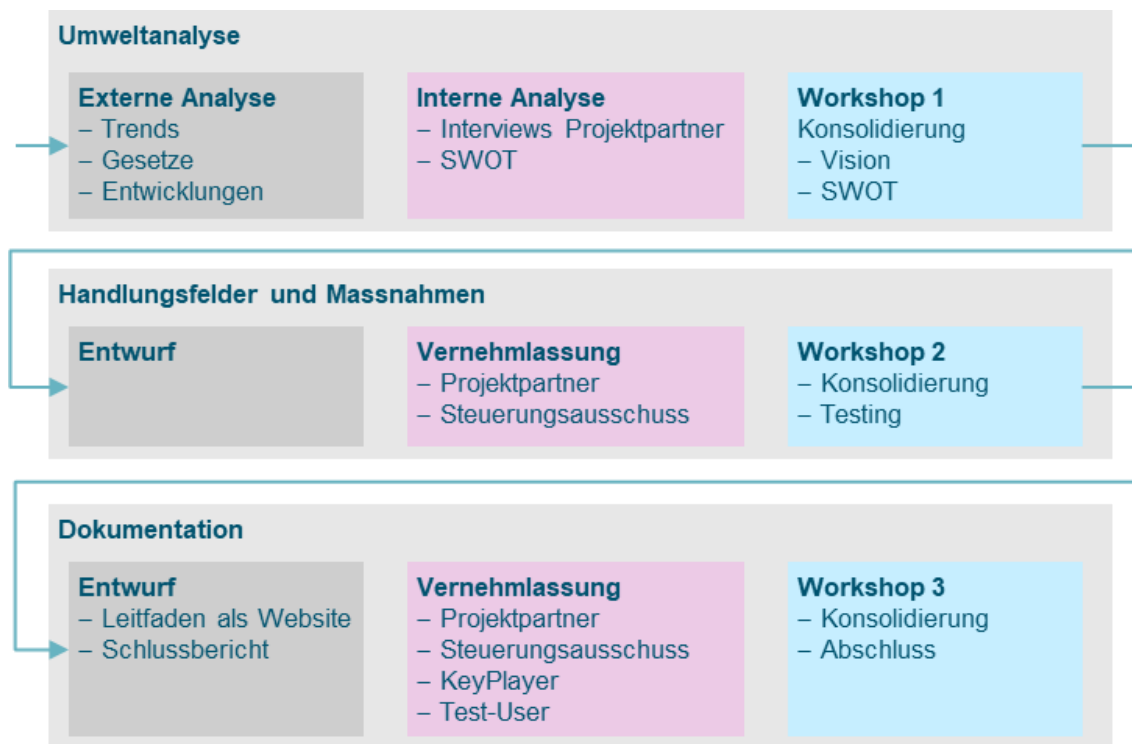 Umweltanalyse
Externe Analyse
– Trends
– Gesetze
– Entwicklungen
Interne Analyse
– Interviews Projektpartner
– SWOT
Workshop 1
Konsolidierung
– Vision
– SWOT
Handlungsfelder und Massnahmen
Entwurf
Vernehmlassung
– Projektpartner
– Steuerungsausschuss
Workshop 2
– Konsolidierung
– Testing
Dokumentation
Entwurf
– Leitfaden als Website
– Schlussbericht
Vernehmlassung
– Projektpartner
– Steuerungsausschuss
– KeyPlayer
– Test-User
Workshop 3
– Konsolidierung
– Abschluss